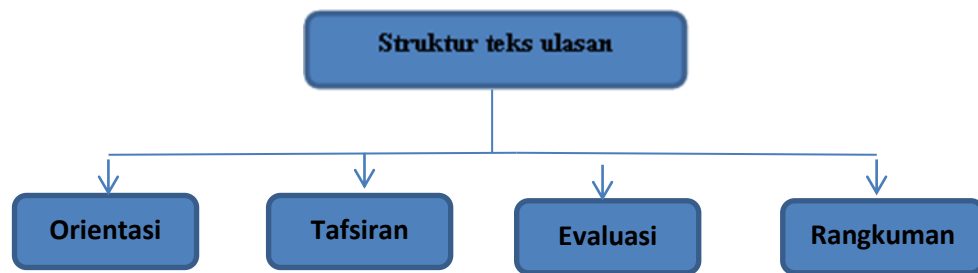 Struktur teks ulasan
Orientasi
Tafsiran
Evaluasi
Rangkuman